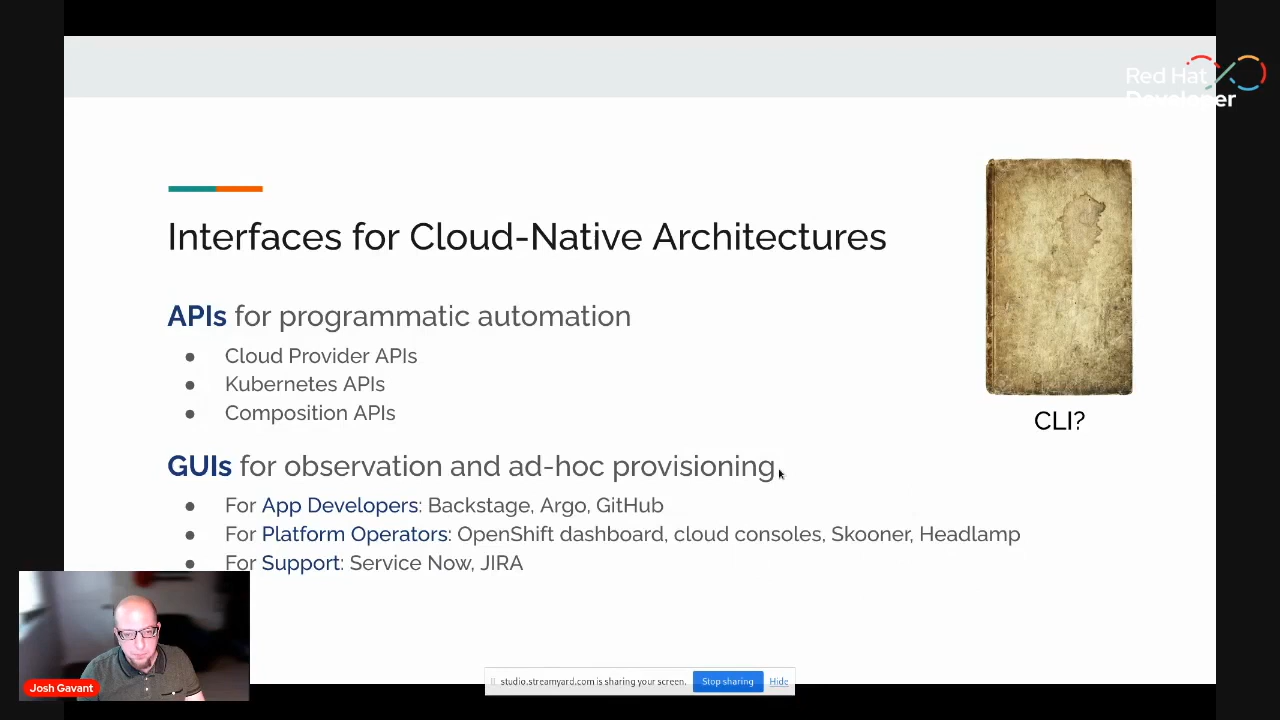 Red Hat
Developer
Interfaces for Cloud-Native Architectures
APIs for programmatic automation
● Cloud Provider APIs
● Kubernetes APIs
● Composition APIs
CLI?
GUIs for observation and ad-hoc provisioning
● For App Developers: Backstage, Argo, GitHub
● For Platform Operators: OpenShift dashboard, cloud consoles, Skooner, Headlamp
● For Support: Service Now, JIRA
Josh Gavant
studio.streamyard.com is sharing your screen. Stop sharing Hide